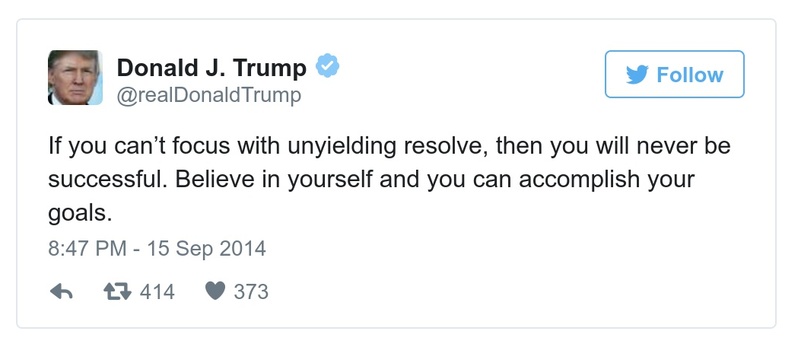 Donald J. Trump
@realDonaldTrump
Follow
If you can’t focus with unyielding resolve, then you will never be
successful. Believe in yourself and you can accomplish your
goals.
8:47 PM - 15 Sep 2014
414 373